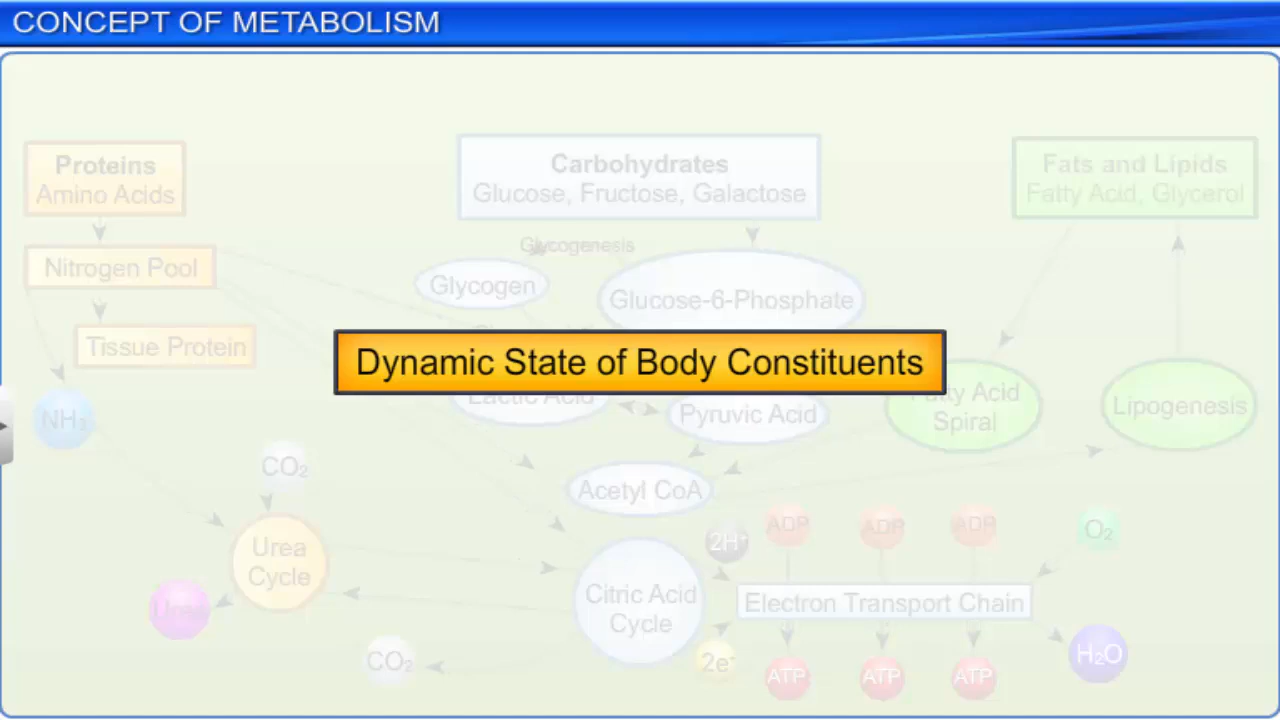 CONCEPT OF METABOLISM
Proteins
Amino Acids
Carbohydrates
Glucose, Fructose, Galactose
Fats and Lipids
Fatty Acid, Glycerol
Glycogenesis
Nitrogen Pool
Glycogen
Glucose-6-Phosphate
Tissue Protein
Dynamic State of Body Constituents
Lactic Acid
Pyruvic Acid
Fatty Acid
Spiral
Lipogenesis
NH₃
CO₂
Acetyl CoA
ADP
ADP
ADP
O₂
2H⁺
Urea
Cycle
Citric Acid
Cycle
Electron Transport Chain
Urea
CO₂
2e⁻
ATP
ATP
ATP
H₂O